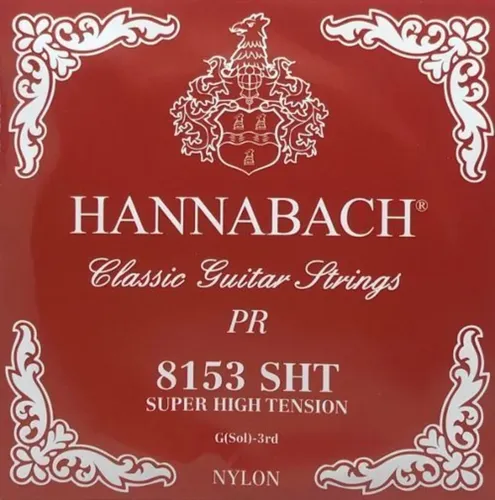 HANNABACH®
Classic Guitar Strings
PR
8153 SHT
SUPER HIGH TENSION
G(Sol)-3rd
NYLON